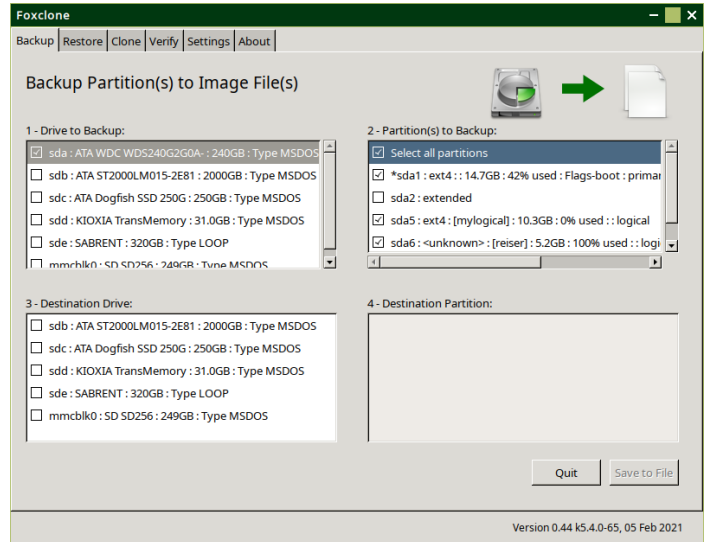 Foxclone
Backup Restore Clone Verify Settings About
Backup Partition(s) to Image File(s)
1 - Drive to Backup:
sda : ATA WDC WDS240G2G0A- : 240GB : Type MSDOS
sdb : ATA ST2000LM015-2E81 : 2000GB : Type MSDOS
sdc : ATA Dogfish SSD 250G : 250GB : Type MSDOS
sdd : KIOXIA TransMemory : 31.0GB : Type MSDOS
sde : SABRENT : 320GB : Type LOOP
mmcblk0 : SD SD256 : 249GB : Type MSDOS
2 - Partition(s) to Backup:
Select all partitions
*sda1 : ext4 : : 14.7GB : 42% used : Flags-boot : primar
sda2 : extended
sda5 : ext4 : [mylogical] : 10.3GB : 0% used : : logical
sda6 : <unknown> : [reiser] : 5.2GB : 100% used : : logi
3 - Destination Drive:
sdb : ATA ST2000LM015-2E81 : 2000GB : Type MSDOS
sdc : ATA Dogfish SSD 250G : 250GB : Type MSDOS
sdd : KIOXIA TransMemory : 31.0GB : Type MSDOS
sde : SABRENT : 320GB : Type LOOP
mmcblk0 : SD SD256 : 249GB : Type MSDOS
4 - Destination Partition:
Quit
Save to File
Version 0.44 k5.4.0-65, 05 Feb 2021